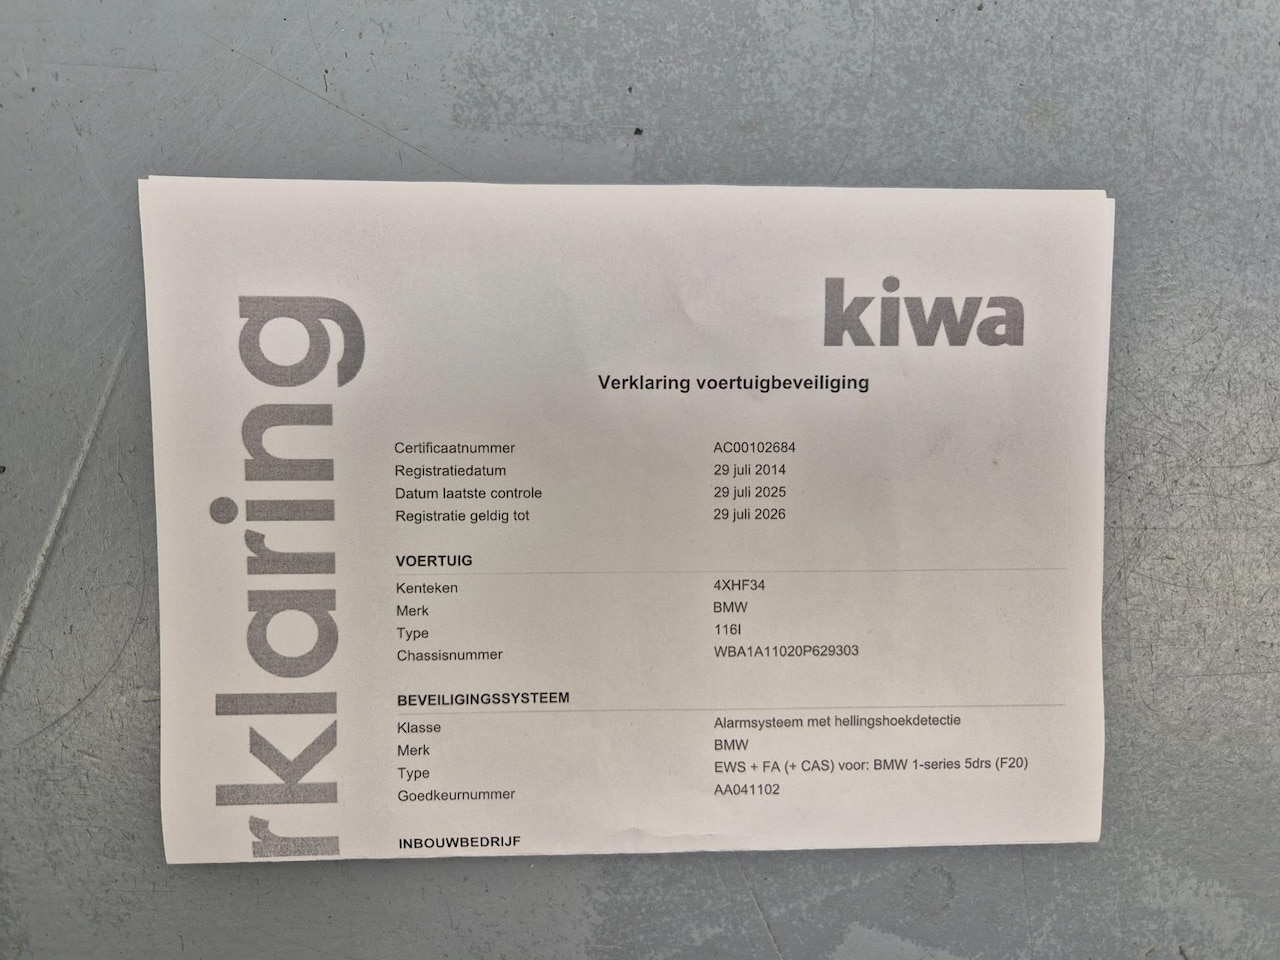 kiwa
rklaring
Verklaring voertuigbeveiliging
Certificaatnummer AC00102684
Registratiedatum 29 juli 2014
Datum laatste controle 29 juli 2025
Registratie geldig tot 29 juli 2026
VOERTUIG
Kenteken 4XHF34
Merk BMW
Type 116I
Chassisnummer WBA1A11020P629303
BEVEILIGINGSSYSTEEM
Klasse Alarmsysteem met hellingshoekdetectie
Merk BMW
Type EWS + FA (+ CAS) voor: BMW 1-series 5drs (F20)
Goedkeurnummer AA041102
INBOUWBEDRIJF